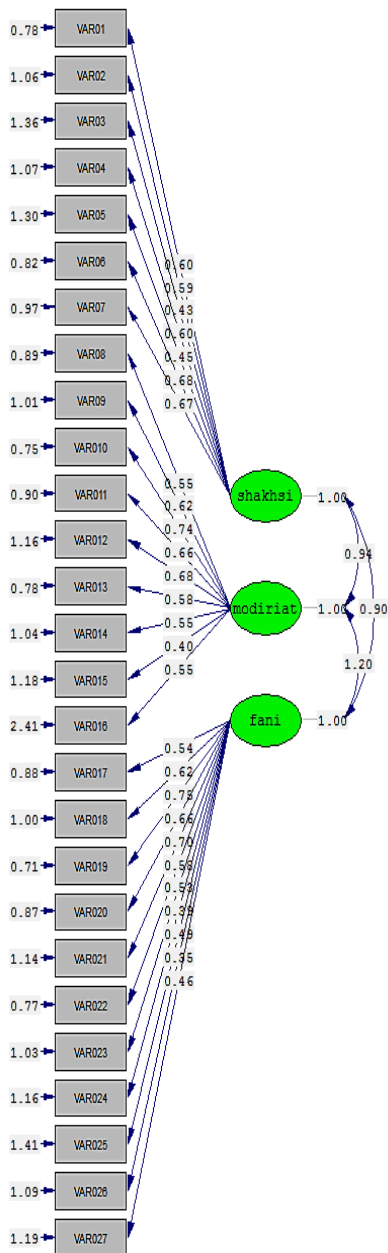 0.78 VAR01
1.06 VAR02
1.36 VAR03
1.07 VAR04
1.30 VAR05
0.82 VAR06
0.97 VAR07
0.89 VAR08
1.01 VAR09
0.75 VAR010
0.90 VAR011
1.16 VAR012
0.78 VAR013
1.04 VAR014
1.18 VAR015
2.41 VAR016
0.88 VAR017
1.00 VAR018
0.71 VAR019
0.87 VAR020
1.14 VAR021
0.77 VAR022
1.03 VAR023
1.16 VAR024
1.41 VAR025
1.09 VAR026
1.19 VAR027
0.60
0.59
0.43
0.60
0.45
0.68
0.67
0.55
0.62
0.74
0.66
0.68
0.58
0.55
0.40
0.55
0.54
0.62
0.75
0.66
0.70
0.58
0.53
0.39
0.49
0.35
0.46
shakhsi 1.00
modiriat 1.00
fani 1.00
0.94
0.90
1.20